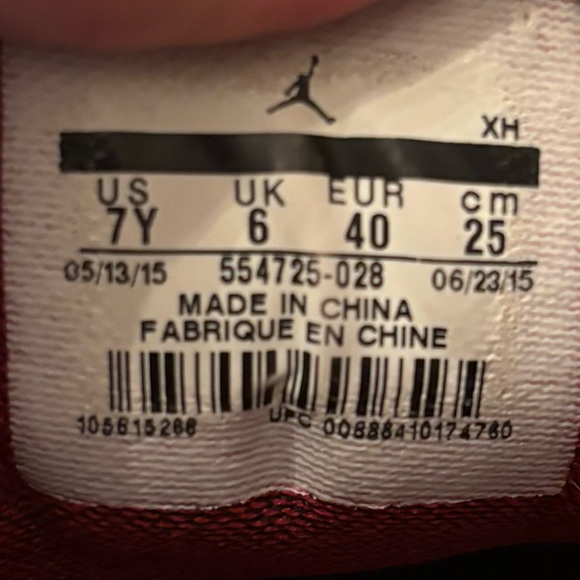 XH
US UK EUR cm
7Y 6 40 25
05/13/15 554725-028 06/23/15
MADE IN CHINA
FABRIQUE EN CHINE
105615288 UPC 00888410174760